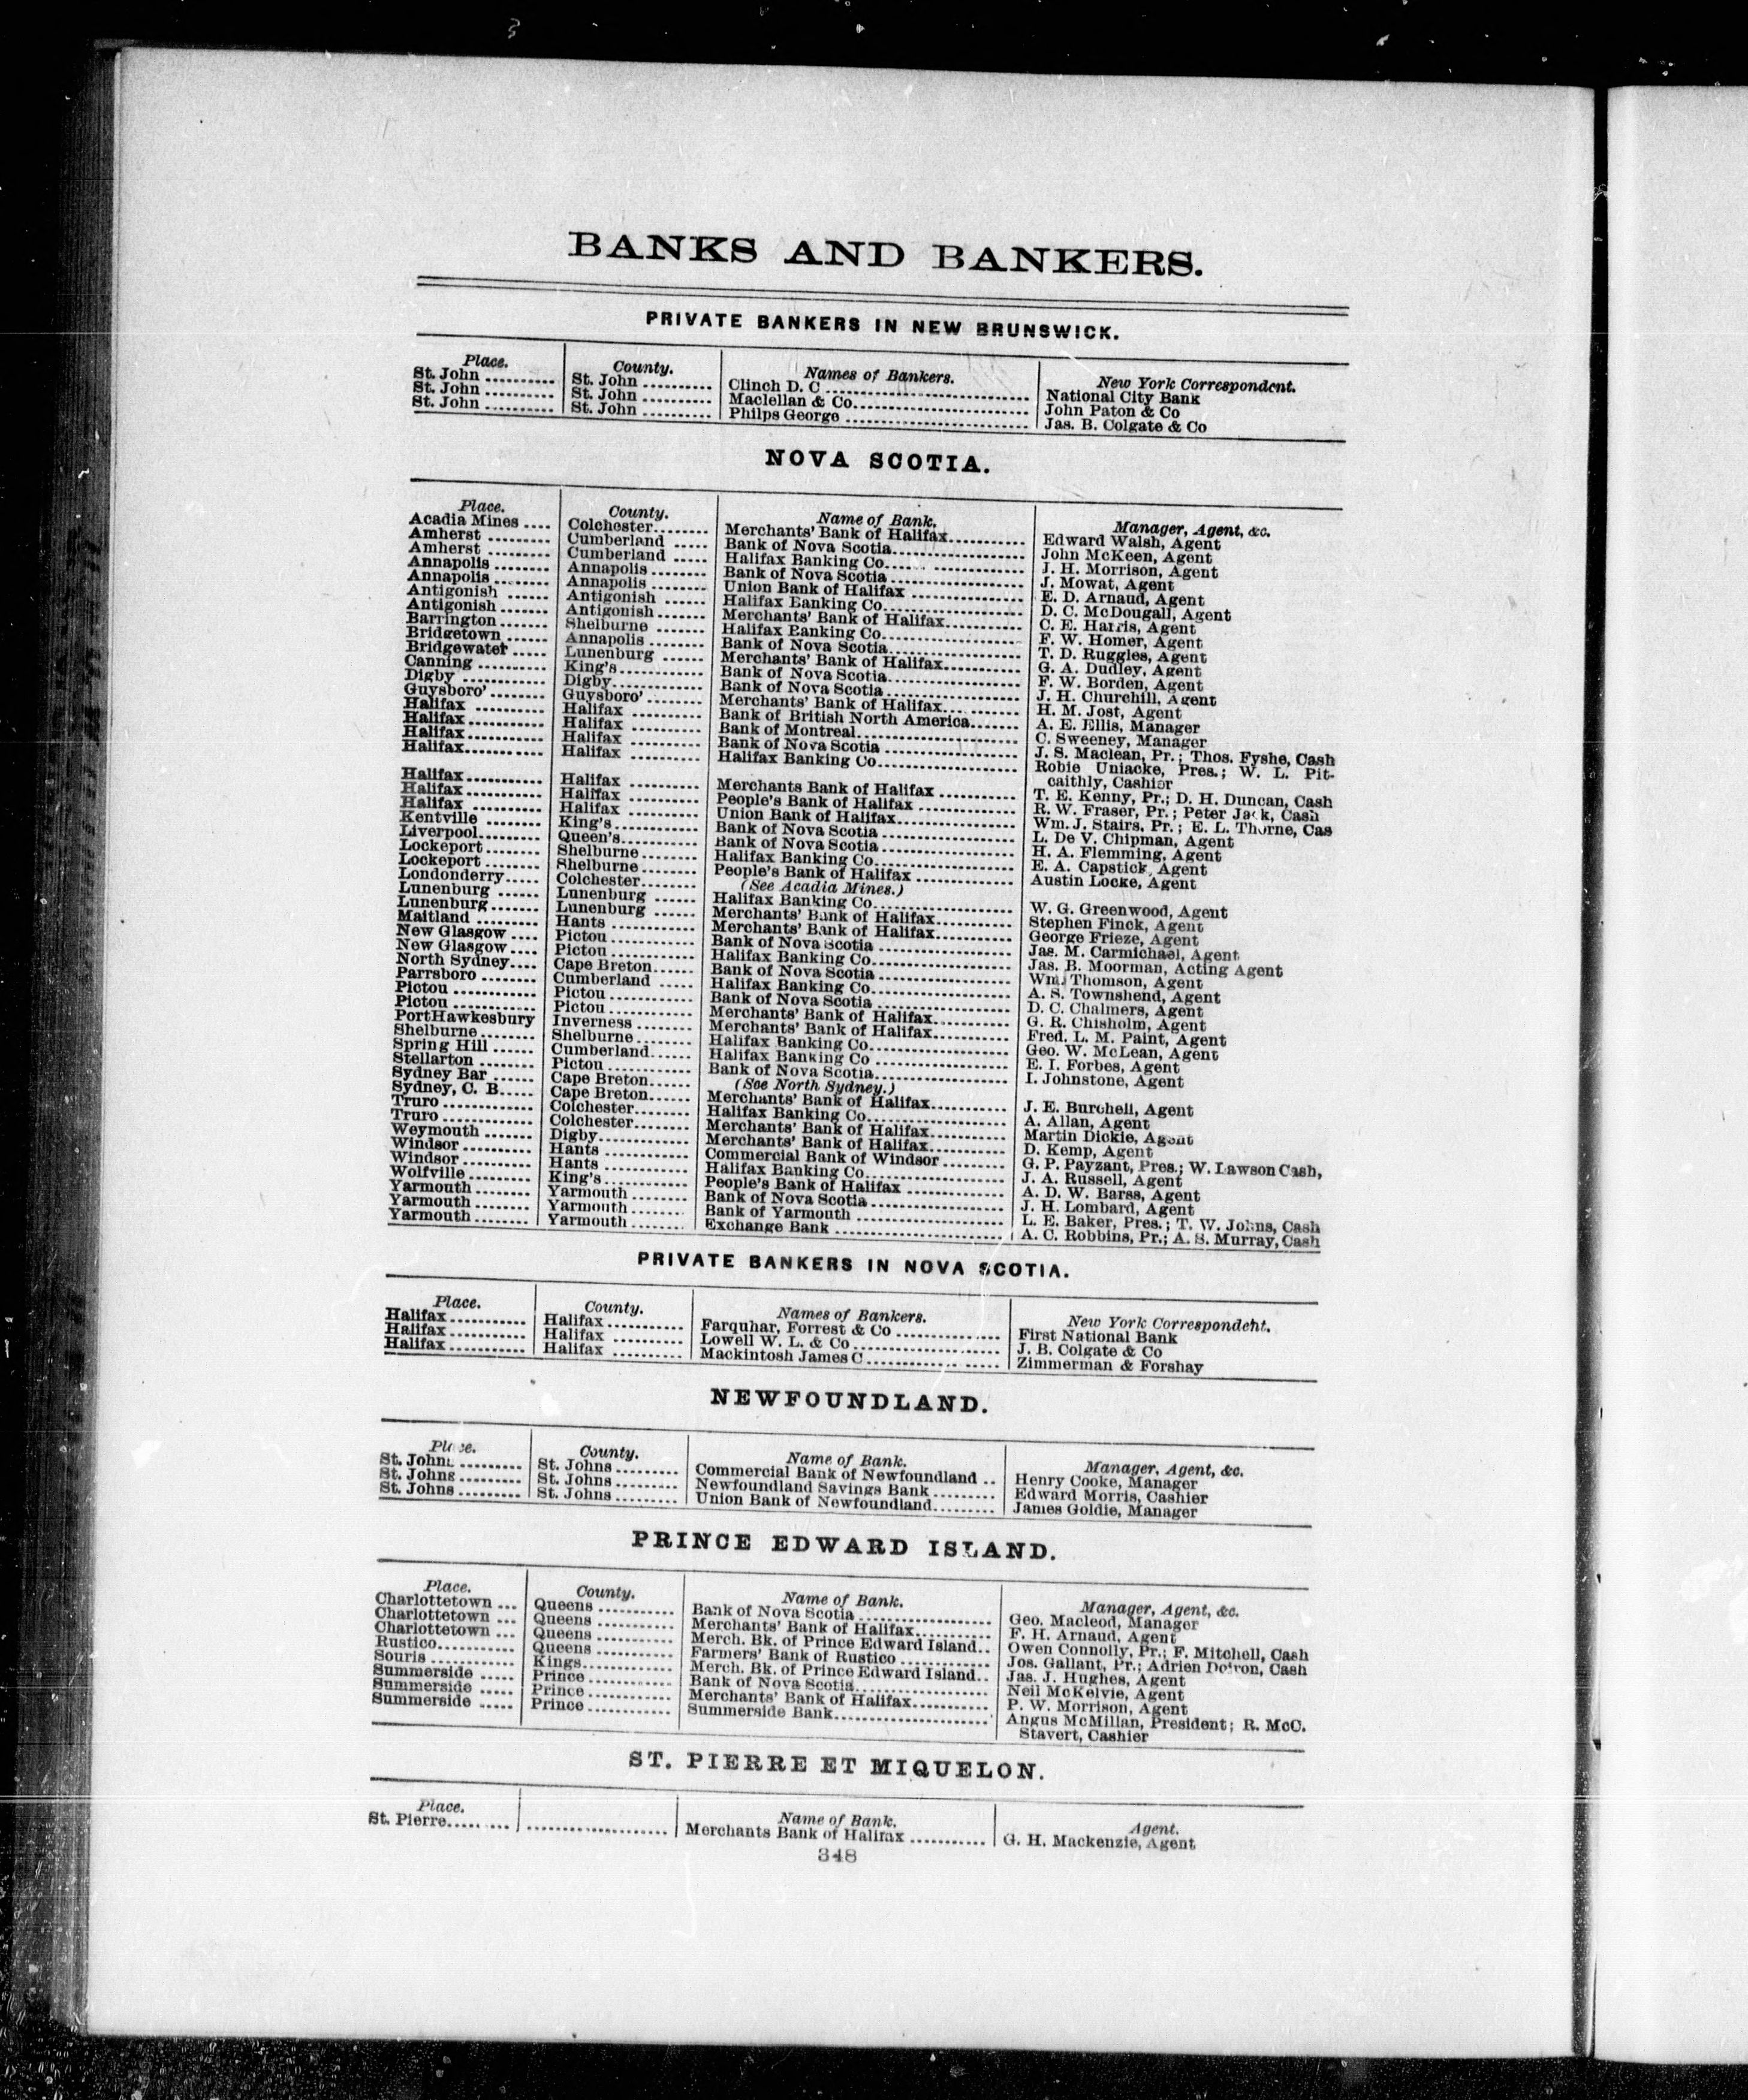 BANKS AND BANKERS.
PRIVATE BANKERS IN NEW BRUNSWICK.
Place. County. Names of Bankers. New York Correspondent.
St. John .......... St. John .......... Clinch D. C .......... National City Bank
St. John .......... St. John .......... Maclellan & Co.......... John Paton & Co
St. John .......... St. John .......... Philps George .......... Jas. B. Colgate & Co
NOVA SCOTIA.
Place. County. Name of Bank. Manager, Agent, &c.
Acadia Mines .... Colchester........ Merchants' Bank of Halifax.......... Edward Walsh, Agent
Amherst ......... Cumberland ..... Bank of Nova Scotia.......... John McKeen, Agent
Amherst ......... Cumberland ..... Halifax Banking Co.......... J. H. Morrison, Agent
Annapolis ........ Annapolis ........ Bank of Nova Scotia .......... J. Mowat, Agent
Annapolis ........ Annapolis ........ Union Bank of Halifax .......... E. D. Arnaud, Agent
Antigonish ...... Antigonish ...... Halifax Banking Co.......... D. C. McDougall, Agent
Antigonish ...... Antigonish ...... Merchants' Bank of Halifax.......... C. E. Harris, Agent
Barrington ....... Shelburne ....... Halifax Banking Co.......... F. W. Homer, Agent
Bridgetown ...... Annapolis ........ Bank of Nova Scotia.......... T. D. Ruggles, Agent
Bridgewater ..... Lunenburg ...... Merchants' Bank of Halifax.......... G. A. Dudley, Agent
Canning .......... King's............ Bank of Nova Scotia.......... F. W. Borden, Agent
Digby ............ Digby............ Bank of Nova Scotia .......... J. H. Churchill, Agent
Guysboro' ........ Guysboro' ........ Merchants' Bank of Halifax.......... H. M. Jost, Agent
Halifax .......... Halifax .......... Bank of British North America....... A. E. Ellis, Manager
Halifax........... Halifax .......... Bank of Montreal.......... C. Sweeney, Manager
Halifax........... Halifax .......... Bank of Nova Scotia .......... J. S. Maclean, Pr.; Thos. Fyshe, Cash
Halifax........... Halifax .......... Halifax Banking Co.......... Robie Uniacke, Pres.; W. L. Pit-
caithly, Cashier
Halifax........... Halifax .......... Merchants Bank of Halifax .......... T. E. Kenny, Pr.; D. H. Duncan, Cash
Halifax........... Halifax .......... People's Bank of Halifax .......... R. W. Fraser, Pr.; Peter Jack, Cash
Halifax .......... Halifax .......... Union Bank of Halifax.......... Wm. J. Stairs, Pr.; E. L. Thorne, Cas
Kentville ........ King's............ Bank of Nova Scotia .......... L. De V. Chipman, Agent
Liverpool......... Queen's........... Bank of Nova Scotia .......... H. A. Flemming, Agent
Lockeport ........ Shelburne ........ Halifax Banking Co.......... E. A. Capstick, Agent
Lockeport ........ Shelburne ........ People's Bank of Halifax .......... Austin Locke, Agent
Londonderry..... Colchester........ (See Acadia Mines.)
Lunenburg ...... Lunenburg ...... Halifax Banking Co.......... W. G. Greenwood, Agent
Lunenburg....... Lunenburg ...... Merchants' Bank of Halifax.......... Stephen Finck, Agent
Maitland ......... Hants ............ Merchants' Bank of Halifax.......... George Frieze, Agent
New Glasgow .... Pictou ............ Bank of Nova Scotia .......... Jas. M. Carmichael, Agent
New Glasgow.... Pictou ............ Halifax Banking Co.......... Jas. B. Moorman, Acting Agent
North Sydney.... Cape Breton...... Bank of Nova Scotia .......... Wm. Thomson, Agent
Parrsboro ........ Cumberland ..... Halifax Banking Co.......... A. S. Townshend, Agent
Pictou ............ Pictou ............ Bank of Nova Scotia .......... D. C. Chalmers, Agent
Pictou ............ Pictou ............ Merchants' Bank of Halifax.......... G. R. Chisholm, Agent
PortHawkesbury Inverness ........ Merchants' Bank of Halifax.......... Fred. L. M. Paint, Agent
Shelburne ........ Shelburne ........ Halifax Banking Co.......... Geo. W. McLean, Agent
Spring Hill ...... Cumberland...... Halifax Banking Co .......... E. I. Forbes, Agent
Stellarton ........ Pictou ............ Bank of Nova Scotia.......... I. Johnstone, Agent
Sydney Bar ...... Cape Breton...... (See North Sydney.)
Sydney, C. B..... Cape Breton...... Merchants' Bank of Halifax.......... J. E. Burchell, Agent
Truro ............. Colchester........ Halifax Banking Co.......... A. Allan, Agent
Truro ............. Colchester........ Merchants' Bank of Halifax.......... Martin Dickie, Agent
Weymouth ....... Digby............ Merchants' Bank of Halifax.......... D. Kemp, Agent
Windsor .......... Hants ............ Commercial Bank of Windsor ......... G. P. Payzant, Pres.; W. Lawson Cash,
Windsor .......... Hants ............ Halifax Banking Co.......... J. A. Russell, Agent
Wolfville ......... King's ............ People's Bank of Halifax .......... A. D. W. Barss, Agent
Yarmouth ........ Yarmouth ........ Bank of Nova Scotia .......... J. H. Lombard, Agent
Yarmouth ........ Yarmouth ........ Bank of Yarmouth .......... L. E. Baker, Pres.; T. W. Johns, Cash
Yarmouth ........ Yarmouth ........ Exchange Bank .......... A. C. Robbins, Pr.; A. S. Murray, Cash
PRIVATE BANKERS IN NOVA SCOTIA.
Place. County. Names of Bankers. New York Correspondent.
Halifax........... Halifax ........... Farquhar, Forrest & Co .......... First National Bank
Halifax........... Halifax .......... Lowell W. L. & Co.......... J. B. Colgate & Co
Halifax........... Halifax .......... Mackintosh James C.......... Zimmerman & Forshay
NEWFOUNDLAND.
Place. County. Name of Bank. Manager, Agent, &c.
St. Johns ......... St. Johns ......... Commercial Bank of Newfoundland .. Henry Cooke, Manager
St. Johns ......... St. Johns ......... Newfoundland Savings Bank ......... Edward Morris, Cashier
St. Johns ......... St. Johns ......... Union Bank of Newfoundland......... James Goldie, Manager
PRINCE EDWARD ISLAND.
Place. County. Name of Bank. Manager, Agent, &c.
Charlottetown ... Queens ........... Bank of Nova Scotia .......... Geo. Macleod, Manager
Charlottetown ... Queens ........... Merchants' Bank of Halifax.......... F. H. Arnaud, Agent
Charlottetown ... Queens ........... Merch. Bk. of Prince Edward Island.. Owen Connolly, Pr.; F. Mitchell, Cash
Rustico........... Queens ........... Farmers' Bank of Rustico .......... Jos. Gallant, Pr.; Adrien Doiron, Cash
Souris ............ Kings............. Merch. Bk. of Prince Edward Island.. Jas. J. Hughes, Agent
Summerside ..... Prince ............ Bank of Nova Scotia.......... Neil McKelvie, Agent
Summerside ..... Prince ............ Merchants' Bank of Halifax.......... P. W. Morrison, Agent
Summerside ..... Prince ............ Summerside Bank.......... Angus McMillan, President; R. McC.
Stavert, Cashier
ST. PIERRE ET MIQUELON.
Place. Name of Bank. Agent.
St. Pierre.......... .................... Merchants Bank of Halifax ........... G. H. Mackenzie, Agent
348